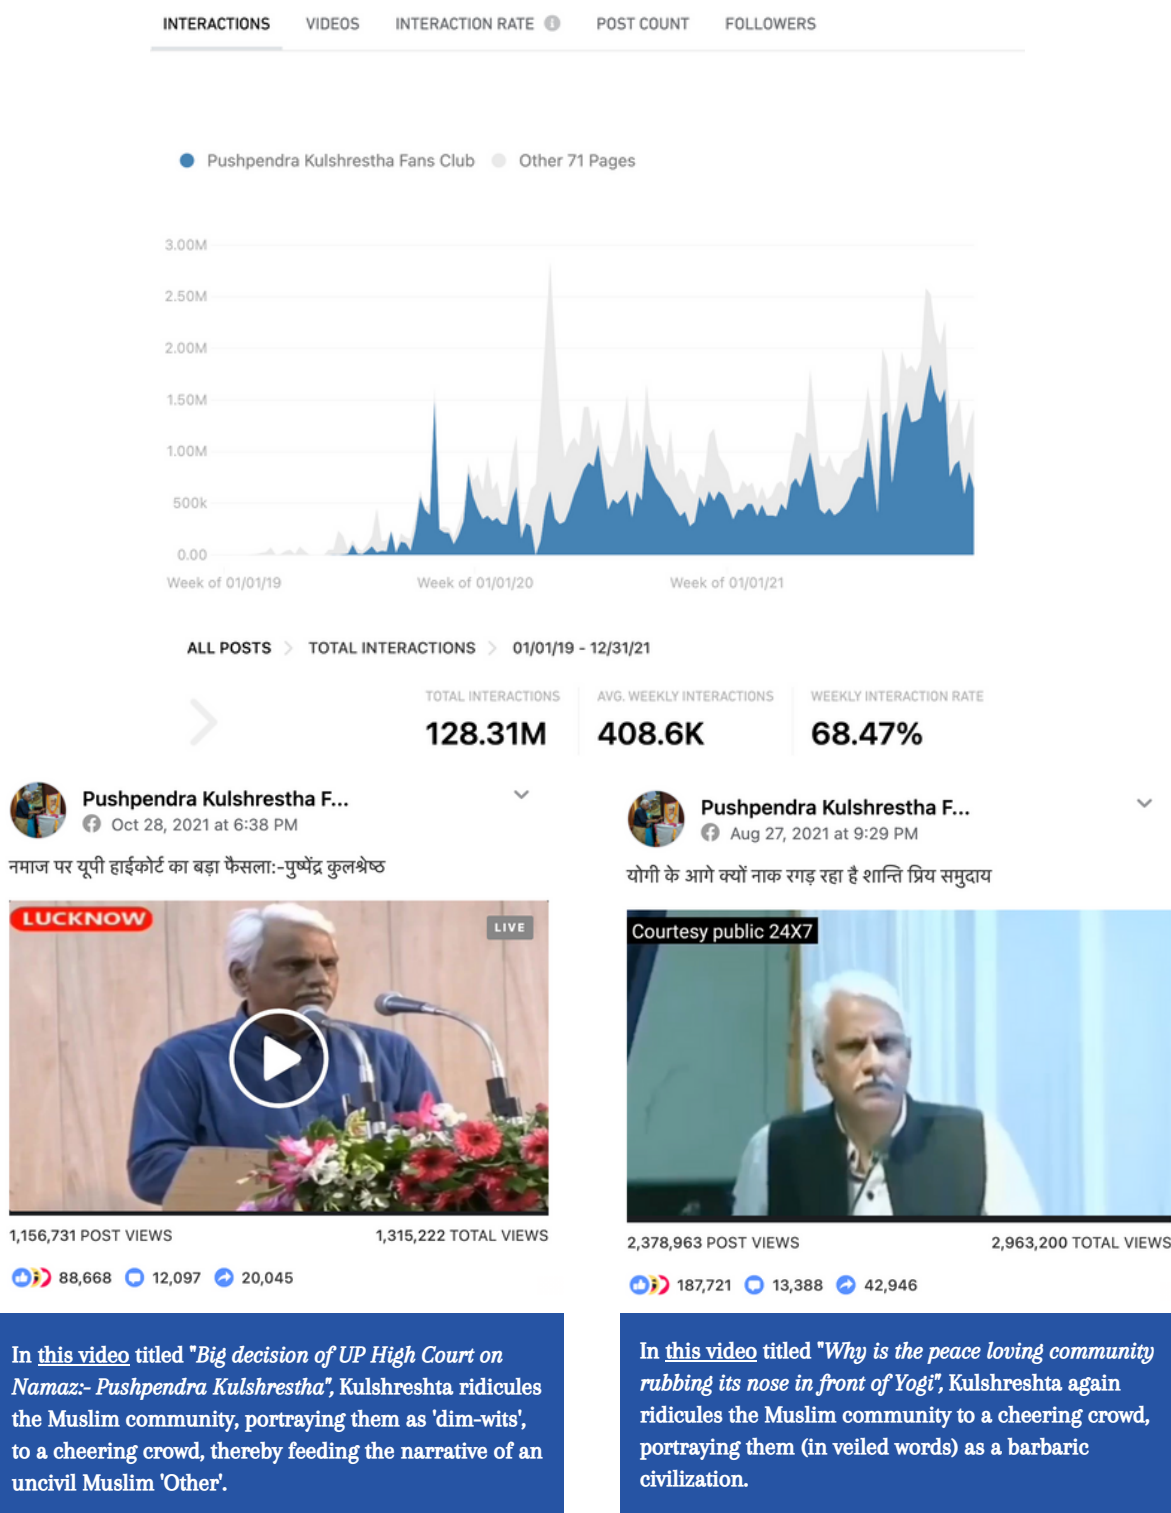 INTERACTIONS VIDEOS INTERACTION RATE POST COUNT FOLLOWERS
Pushpendra Kulshrestha Fans Club Other 71 Pages
3.00M
2.50M
2.00M
1.50M
1.00M
500k
0.00
Week of 01/01/19 Week of 01/01/20 Week of 01/01/21
ALL POSTS > TOTAL INTERACTIONS > 01/01/19 - 12/31/21
TOTAL INTERACTIONS AVG. WEEKLY INTERACTIONS WEEKLY INTERACTION RATE
128.31M 408.6K 68.47%
Pushpendra Kulshrestha F...
Oct 28, 2021 at 6:38 PM
नमाज पर यूपी हाईकोर्ट का बड़ा फैसला:-पुष्पेंद्र कुलश्रेष्ठ
LUCKNOW
LIVE
1,156,731 POST VIEWS 1,315,222 TOTAL VIEWS
88,668 12,097 20,045
In this video titled "Big decision of UP High Court on
Namaz:- Pushpendra Kulshrestha", Kulshreshta ridicules
the Muslim community, portraying them as 'dim-wits',
to a cheering crowd, thereby feeding the narrative of an
uncivil Muslim 'Other'.
Pushpendra Kulshrestha F...
Aug 27, 2021 at 9:29 PM
योगी के आगे क्यों नाक रगड़ रहा है शान्ति प्रिय समुदाय
Courtesy public 24X7
2,378,963 POST VIEWS 2,963,200 TOTAL VIEWS
187,721 13,388 42,946
In this video titled "Why is the peace loving community
rubbing its nose in front of Yogi", Kulshreshta again
ridicules the Muslim community to a cheering crowd,
portraying them (in veiled words) as a barbaric
civilization.